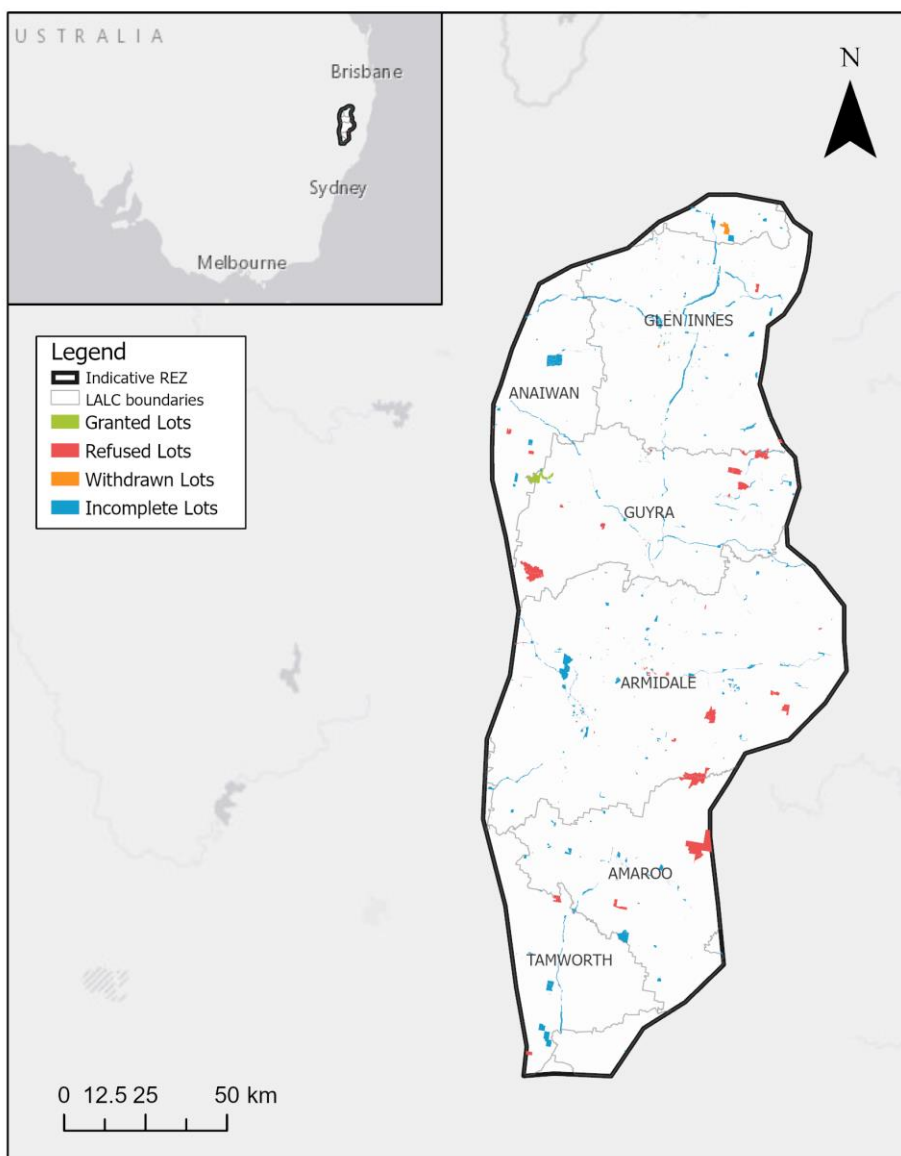 USTRALIA
Brisbane
Sydney
Melbourne
N
Legend
Indicative REZ
LALC boundaries
Granted Lots
Refused Lots
Withdrawn Lots
Incomplete Lots
GLEN INNES
ANAIWAN
GUYRA
ARMIDALE
AMAROO
TAMWORTH
0 12.5 25 50 km